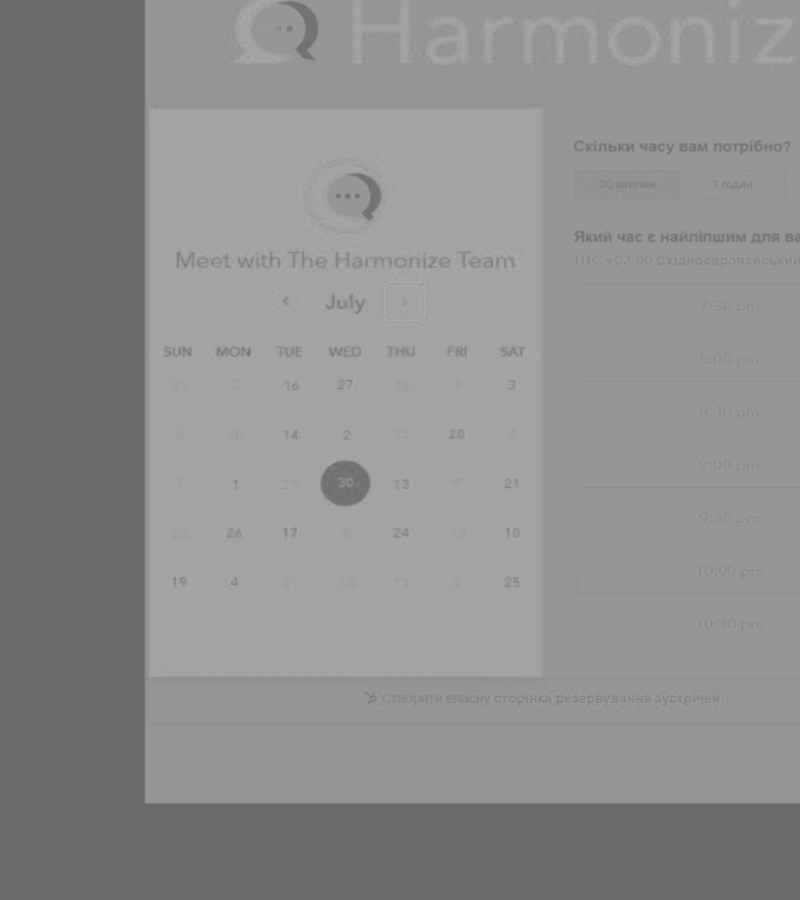 Harmoniz
Meet with The Harmonize Team
‹ July ›
SUN MON TUE WED THU FRI SAT
21 2 16 27 7 3
4 20 14 2 13 20 2
7 1 27 30 13 9 21
20 26 17 8 24 18 10
19 4 21 10 13 2 25
Скільки часу вам потрібно?
30 хвилин 1 годин
Який час є найліпшим для ва
UTC +03:00 Східноєвропейський
7:30 pm
8:00 pm
8:30 pm
9:00 pm
9:30 pm
10:00 pm
10:30 pm
Створити власну сторінка резервування зустрічей